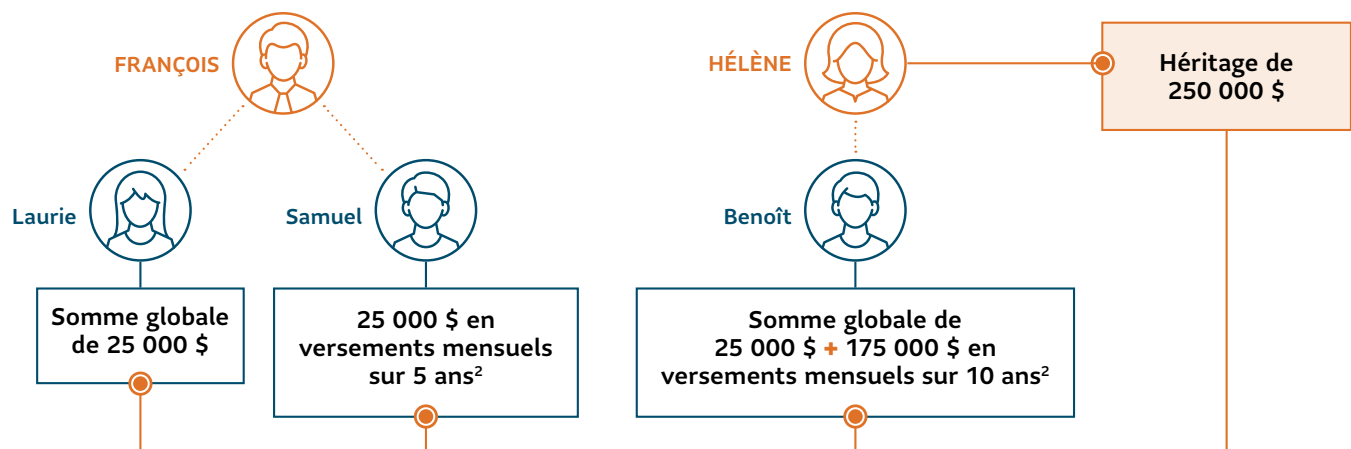 FRANÇOIS
HÉLÈNE
Héritage de
250 000 $
Laurie
Samuel
Benoît
Somme globale
de 25 000 $
25 000 $ en
versements mensuels
sur 5 ans²
Somme globale de
25 000 $ + 175 000 $ en
versements mensuels sur 10 ans²